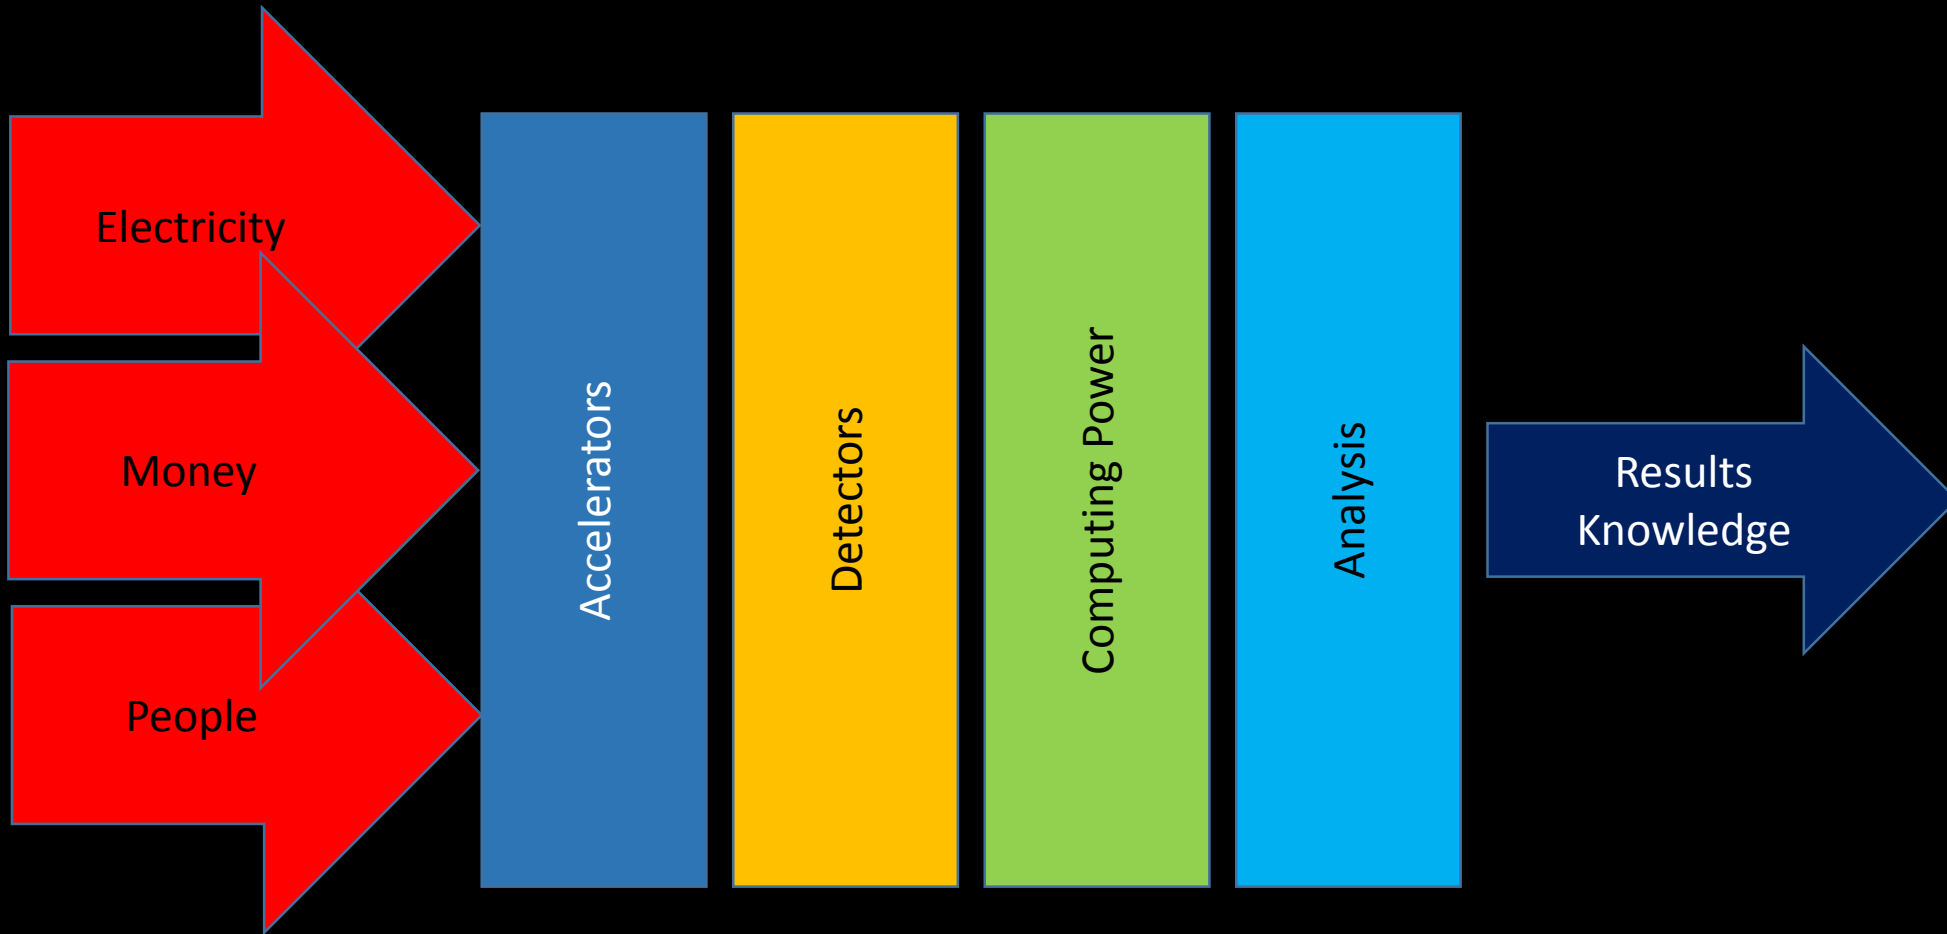 Electricity
Money
People
Accelerators
Detectors
Computing Power
Analysis
Results
Knowledge